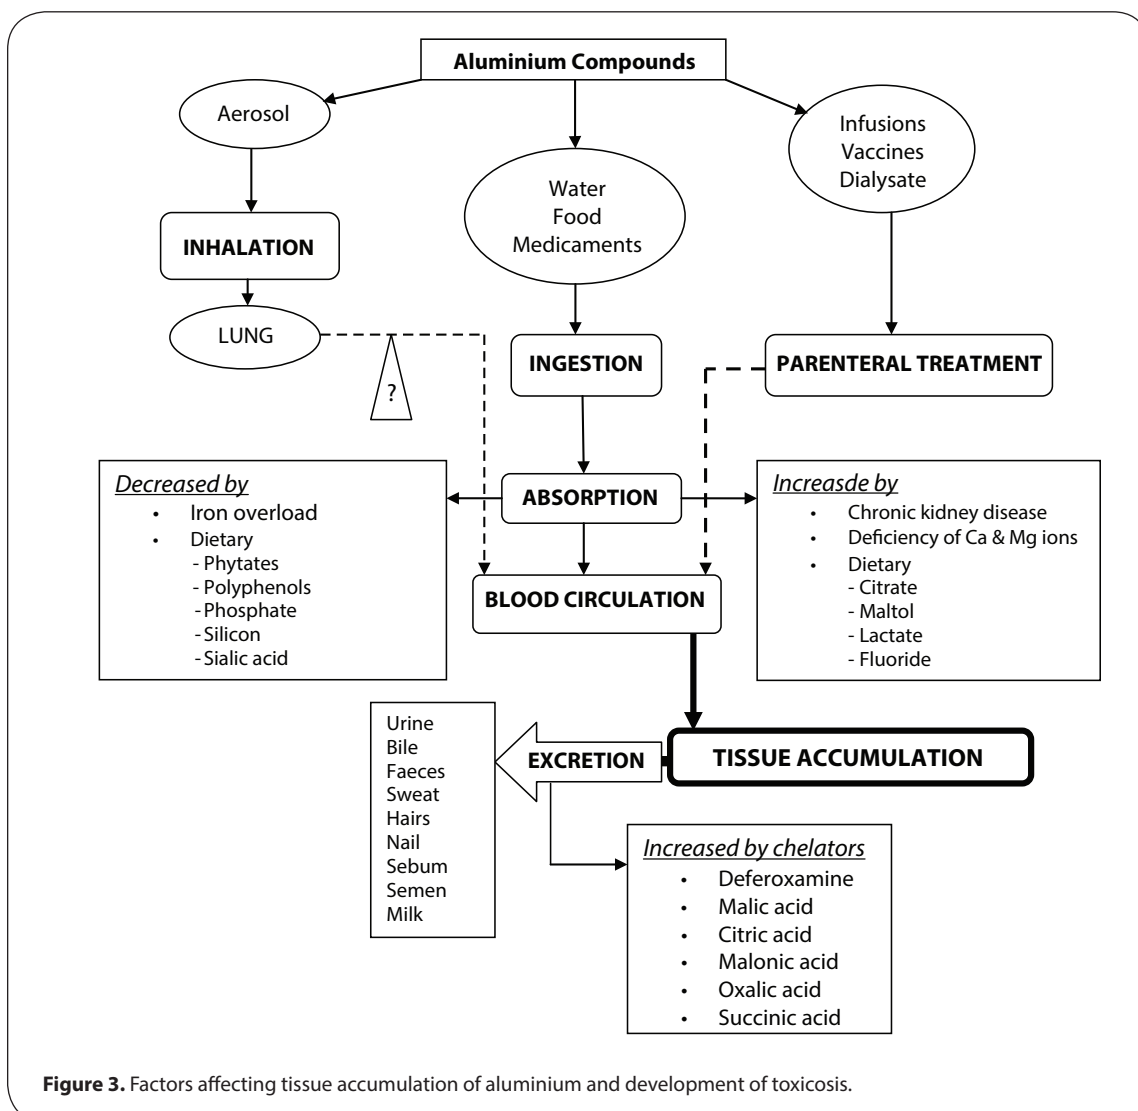 Aluminium Compounds
Aerosol
Infusions
Vaccines
Dialysate
Water
Food
Medicaments
INHALATION
LUNG
?
INGESTION
PARENTERAL TREATMENT
Decreased by
• Iron overload
• Dietary
- Phytates
- Polyphenols
- Phosphate
- Silicon
- Sialic acid
ABSORPTION
Increasde by
• Chronic kidney disease
• Deficiency of Ca & Mg ions
• Dietary
- Citrate
- Maltol
- Lactate
- Fluoride
BLOOD CIRCULATION
TISSUE ACCUMULATION
EXCRETION
Urine
Bile
Faeces
Sweat
Hairs
Nail
Sebum
Semen
Milk
Increased by chelators
• Deferoxamine
• Malic acid
• Citric acid
• Malonic acid
• Oxalic acid
• Succinic acid
Figure 3. Factors affecting tissue accumulation of aluminium and development of toxicosis.